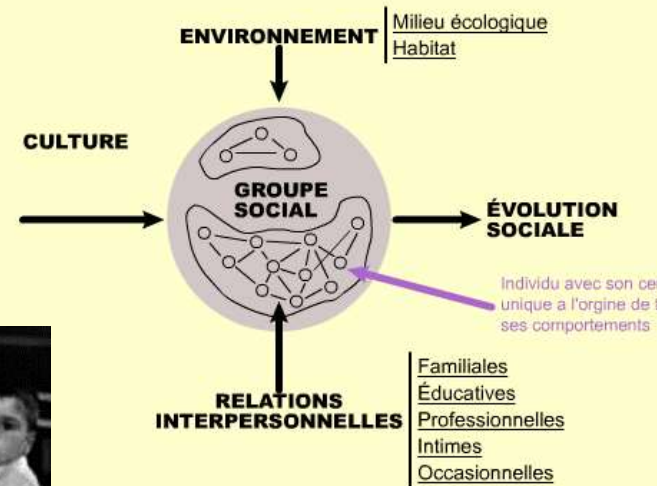 ENVIRONNEMENT
Milieu écologique
Habitat
CULTURE
GROUPE
SOCIAL
ÉVOLUTION
SOCIALE
Individu avec son
unique a l'orgine de
ses comportements
RELATIONS
INTERPERSONNELLES
Familiales
Éducatives
Professionnelles
Intimes
Occasionnelles